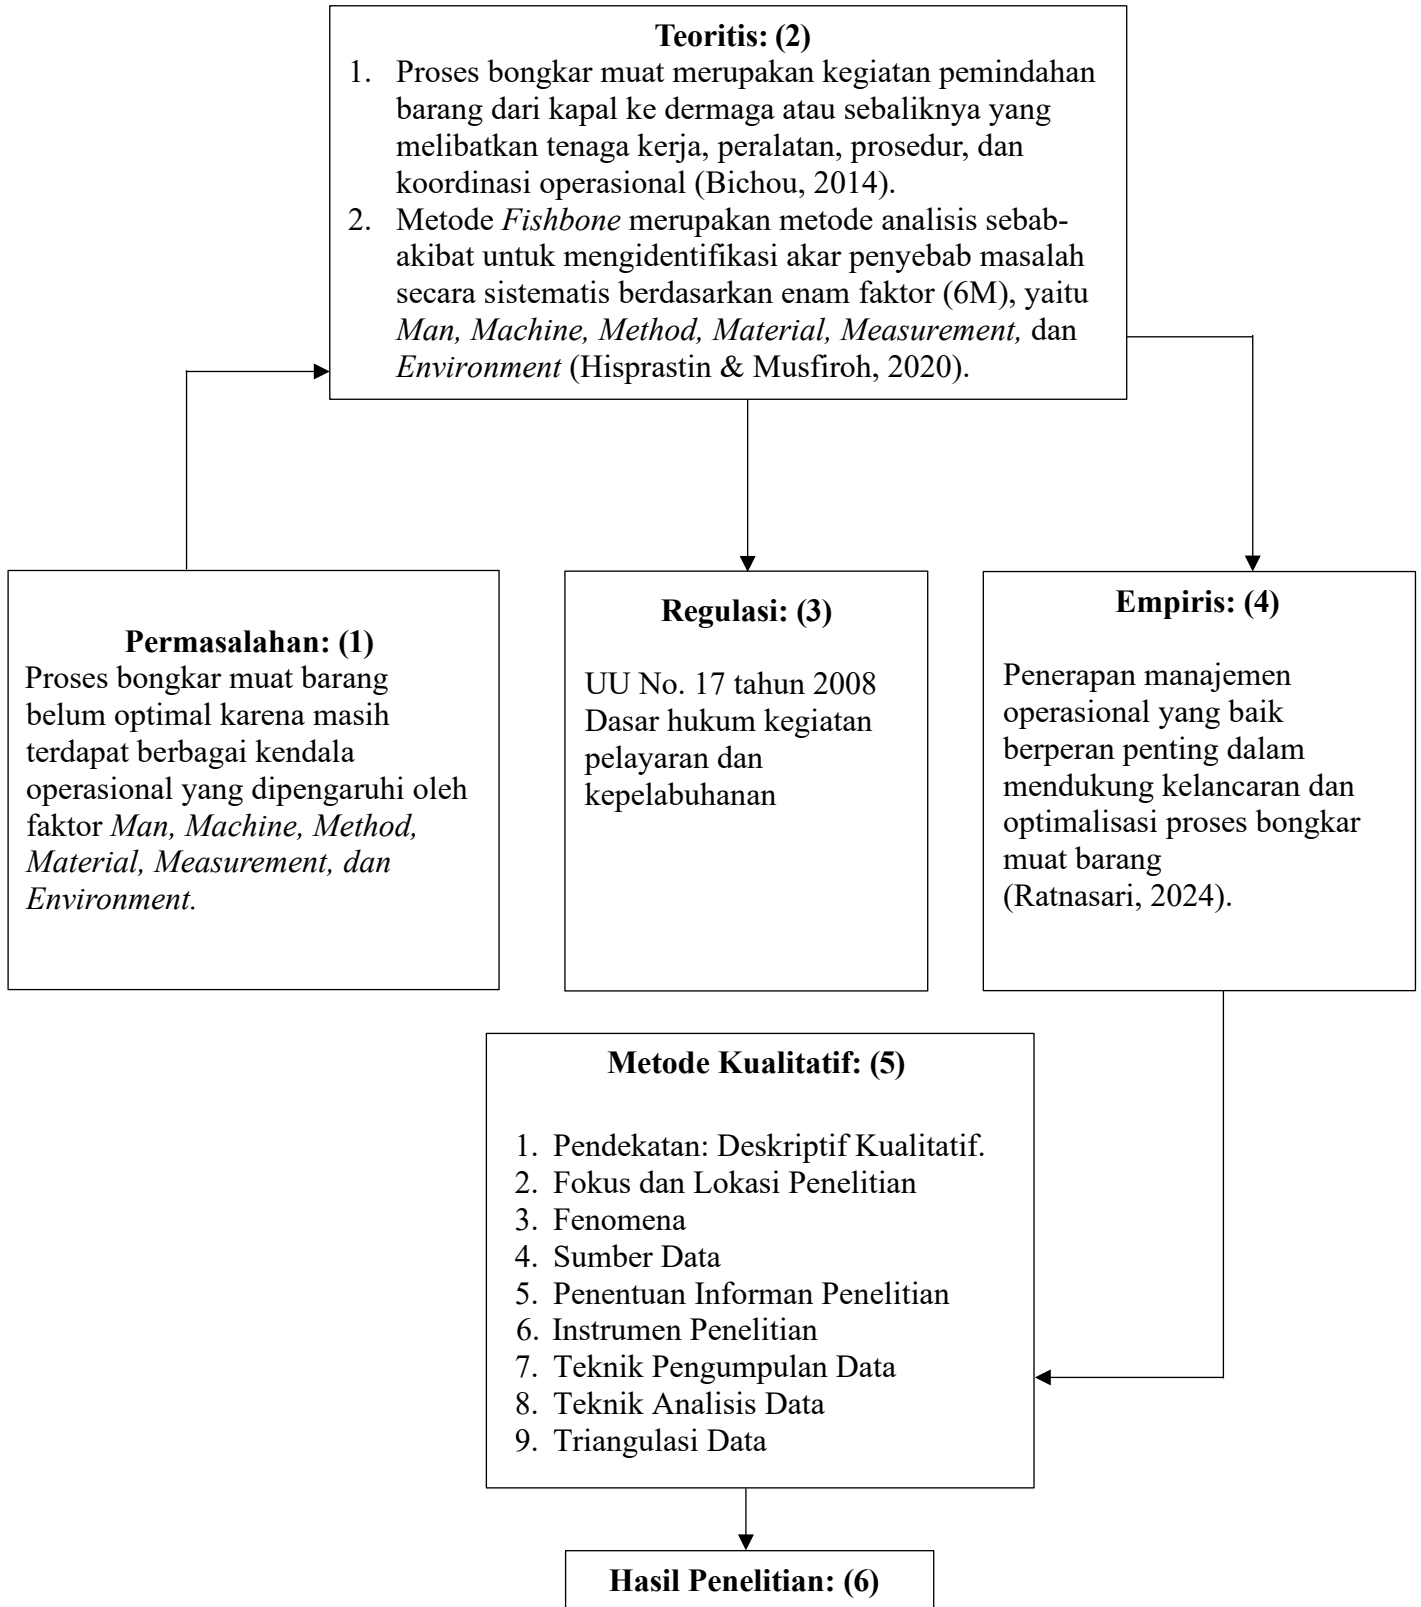 Teoritis: (2)
1. Proses bongkar muat merupakan kegiatan pemindahan
barang dari kapal ke dermaga atau sebaliknya yang
melibatkan tenaga kerja, peralatan, prosedur, dan
koordinasi operasional (Bichou, 2014).
2. Metode Fishbone merupakan metode analisis sebab-
akibat untuk mengidentifikasi akar penyebab masalah
secara sistematis berdasarkan enam faktor (6M), yaitu
Man, Machine, Method, Material, Measurement, dan
Environment (Hisprastin & Musfiroh, 2020).
Permasalahan: (1)
Proses bongkar muat barang
belum optimal karena masih
terdapat berbagai kendala
operasional yang dipengaruhi oleh
faktor Man, Machine, Method,
Material, Measurement, dan
Environment.
Regulasi: (3)
UU No. 17 tahun 2008
Dasar hukum kegiatan
pelayaran dan
kepelabuhanan
Empiris: (4)
Penerapan manajemen
operasional yang baik
berperan penting dalam
mendukung kelancaran dan
optimalisasi proses bongkar
muat barang
(Ratnasari, 2024).
Metode Kualitatif: (5)
1. Pendekatan: Deskriptif Kualitatif.
2. Fokus dan Lokasi Penelitian
3. Fenomena
4. Sumber Data
5. Penentuan Informan Penelitian
6. Instrumen Penelitian
7. Teknik Pengumpulan Data
8. Teknik Analisis Data
9. Triangulasi Data
Hasil Penelitian: (6)